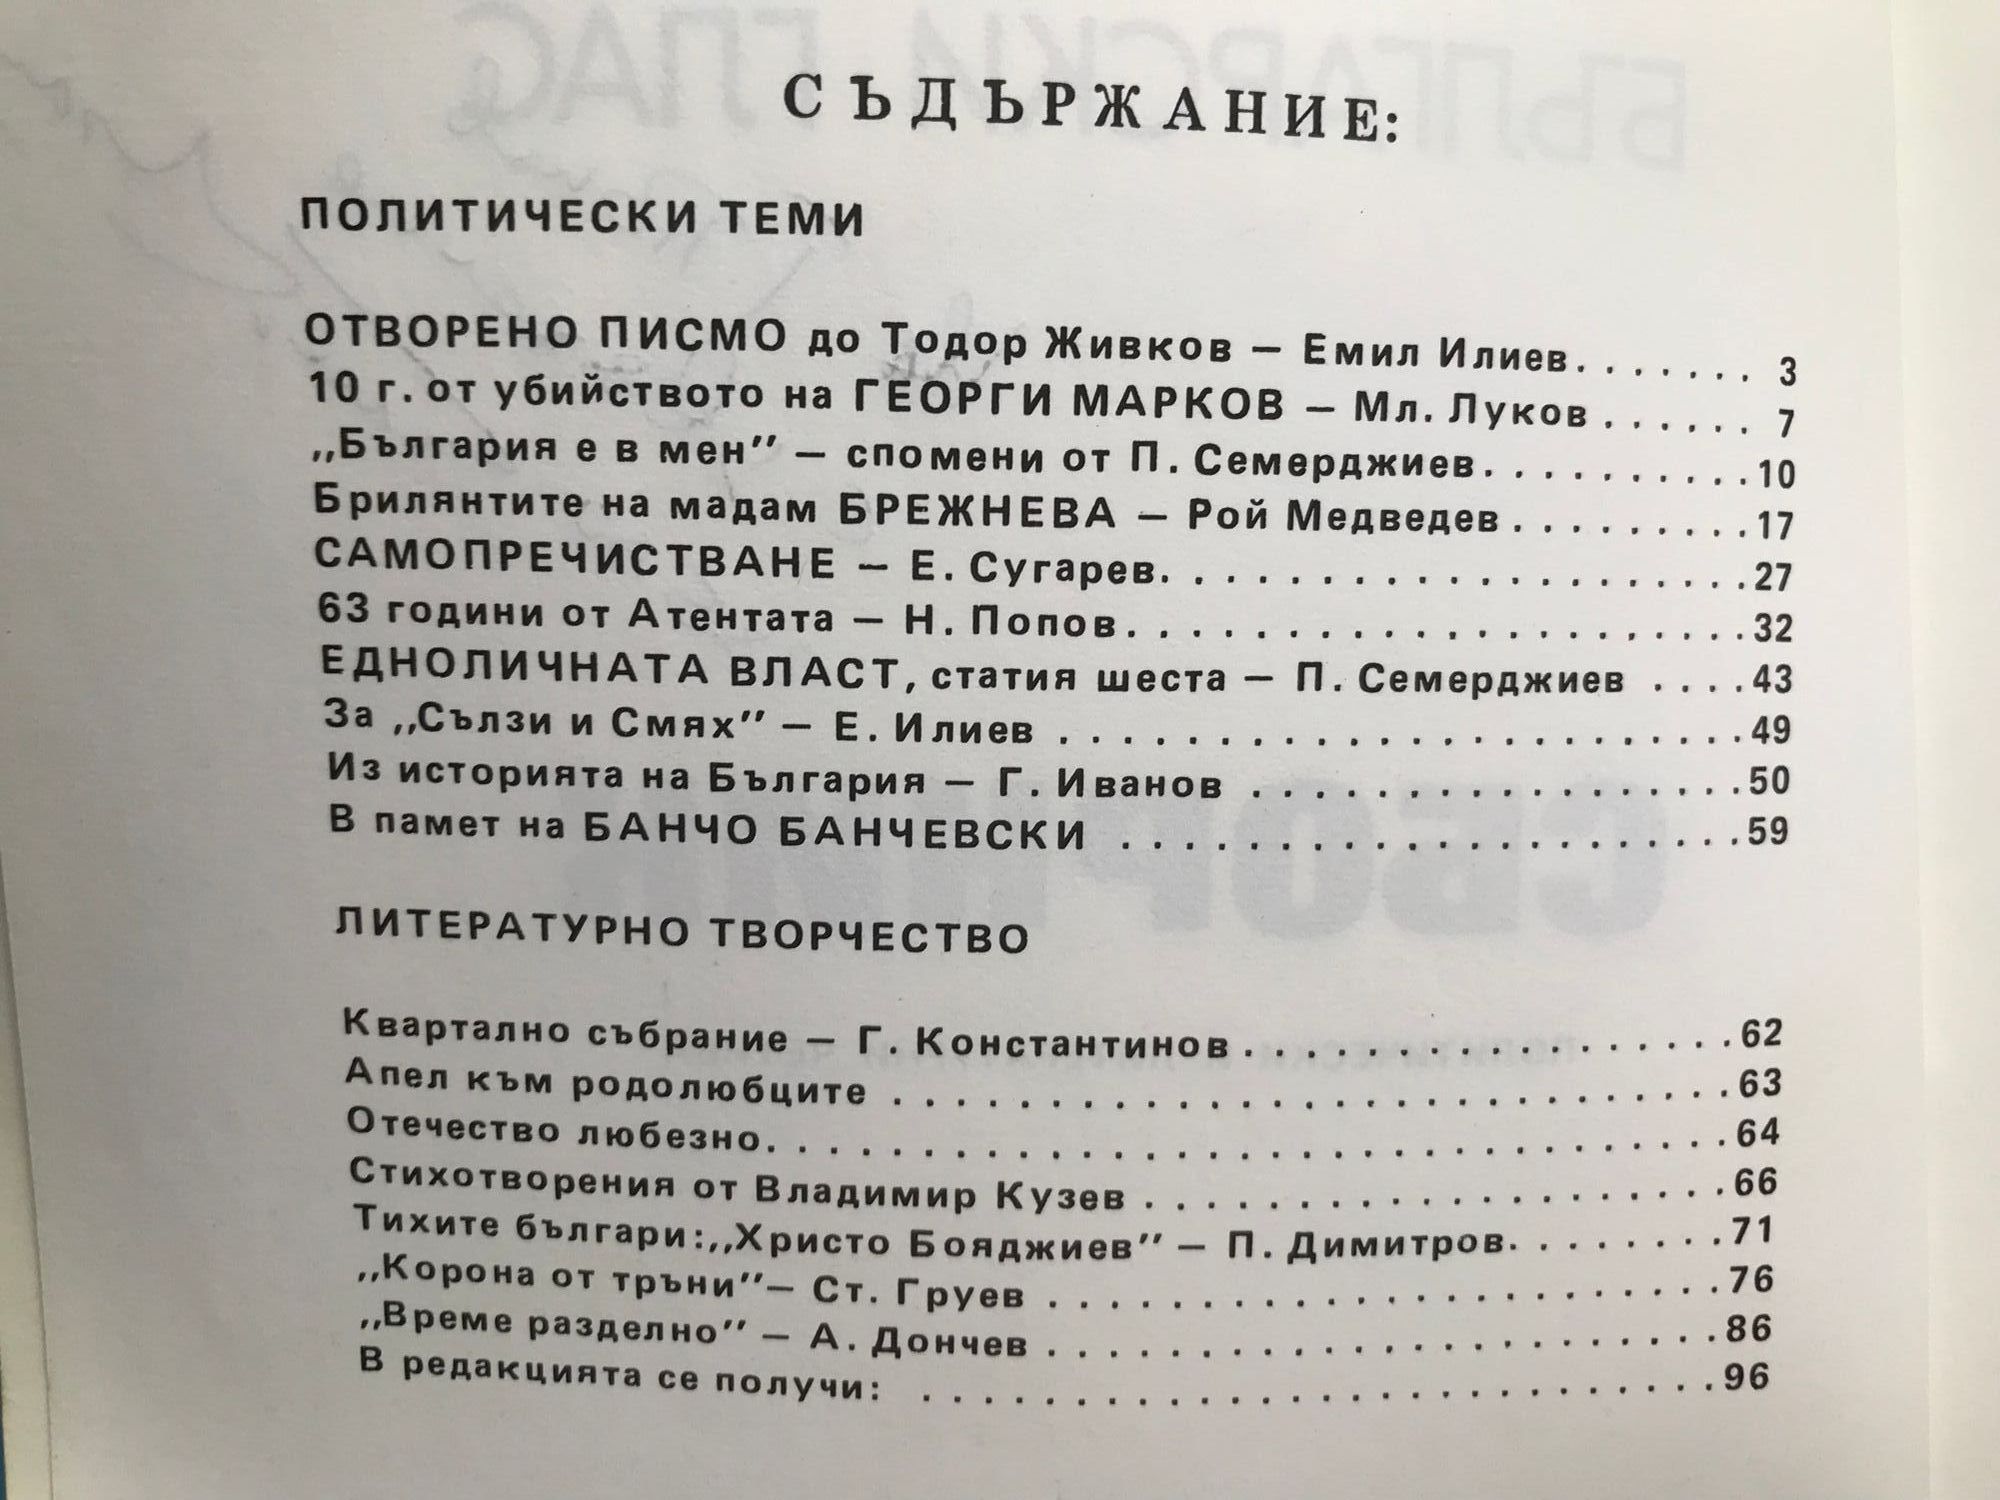 СЪДЪРЖАНИЕ:
ПОЛИТИЧЕСКИ ТЕМИ
ОТВОРЕНО ПИСМО до Тодор Живков — Емил Илиев. . . . . . . 3
10 г. от убийството на ГЕОРГИ МАРКОВ — Мл. Луков . . . . . . 7
,,България е в мен'' — спомени от П. Семерджиев. . . . . . . . . .10
Брилянтите на мадам БРЕЖНЕВА — Рой Медведев . . . . . . . . .17
САМОПРЕЧИСТВАНЕ — Е. Сугарев. . . . . . . . . . . . . . . . . . . .27
63 години от Атентата — Н. Попов. . . . . . . . . . . . . . . . . . . . .32
ЕДНОЛИЧНАТА ВЛАСТ, статия шеста — П. Семерджиев . . . .43
За ,,Сълзи и Смях'' — Е. Илиев . . . . . . . . . . . . . . . . . . . . . .49
Из историята на България — Г. Иванов . . . . . . . . . . . . . . . .50
В памет на БАНЧО БАНЧЕВСКИ . . . . . . . . . . . . . . . . . . . .59
ЛИТЕРАТУРНО ТВОРЧЕСТВО
Квартално събрание — Г. Константинов . . . . . . . . . . . . . . . .62
Апел към родолюбците . . . . . . . . . . . . . . . . . . . . . . . . . . .63
Отечество любезно. . . . . . . . . . . . . . . . . . . . . . . . . . . . . . .64
Стихотворения от Владимир Кузев . . . . . . . . . . . . . . . . . . .66
Тихите българи:,,Христо Бояджиев'' — П. Димитров. . . . . . . .71
,,Корона от тръни''— Ст. Груев . . . . . . . . . . . . . . . . . . . . . .76
,,Време разделно'' — А. Дончев . . . . . . . . . . . . . . . . . . . . . .86
В редакцията се получи: . . . . . . . . . . . . . . . . . . . . . . . . . .96